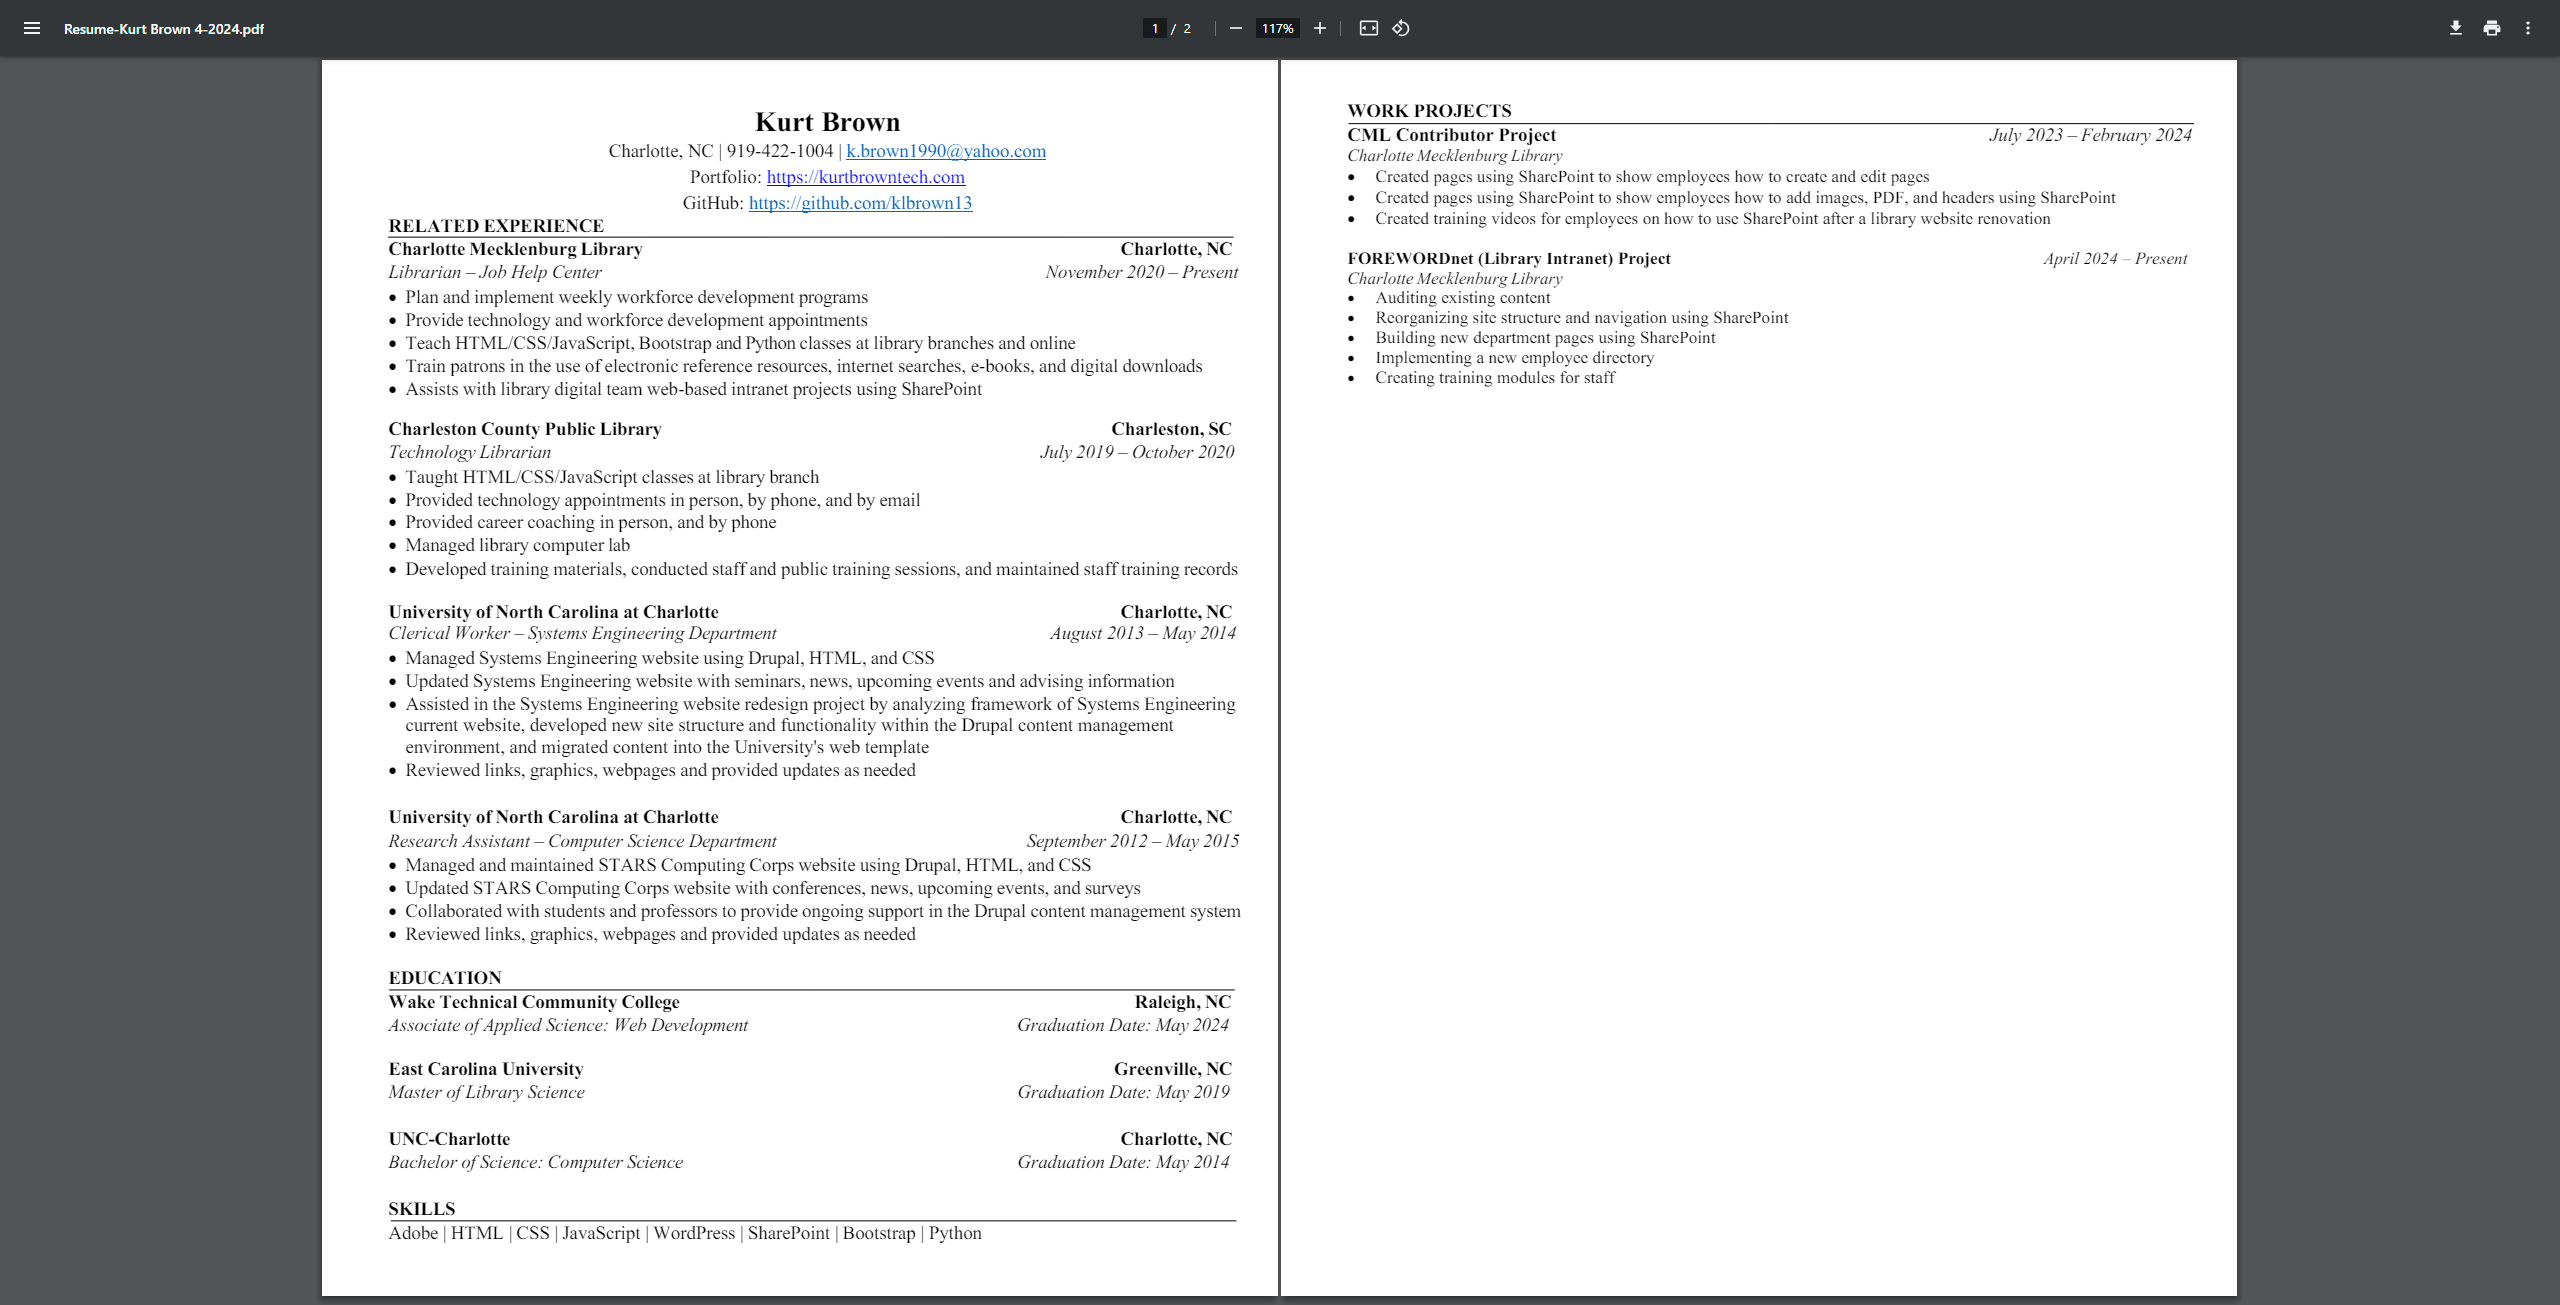 Resume-Kurt Brown 4-2024.pdf
1 / 2
117%
Kurt Brown
Charlotte, NC | 919-422-1004 | k.brown1990@yahoo.com
Portfolio: https://kurtbrowntech.com
GitHub: https://github.com/klbrown13
RELATED EXPERIENCE
Charlotte Mecklenburg Library Charlotte, NC
Librarian – Job Help Center November 2020 – Present
• Plan and implement weekly workforce development programs
• Provide technology and workforce development appointments
• Teach HTML/CSS/JavaScript, Bootstrap and Python classes at library branches and online
• Train patrons in the use of electronic reference resources, internet searches, e-books, and digital downloads
• Assists with library digital team web-based intranet projects using SharePoint
Charleston County Public Library Charleston, SC
Technology Librarian July 2019 – October 2020
• Taught HTML/CSS/JavaScript classes at library branch
• Provided technology appointments in person, by phone, and by email
• Provided career coaching in person, and by phone
• Managed library computer lab
• Developed training materials, conducted staff and public training sessions, and maintained staff training records
University of North Carolina at Charlotte Charlotte, NC
Clerical Worker – Systems Engineering Department August 2013 – May 2014
• Managed Systems Engineering website using Drupal, HTML, and CSS
• Updated Systems Engineering website with seminars, news, upcoming events and advising information
• Assisted in the Systems Engineering website redesign project by analyzing framework of Systems Engineering
current website, developed new site structure and functionality within the Drupal content management
environment, and migrated content into the University's web template
• Reviewed links, graphics, webpages and provided updates as needed
University of North Carolina at Charlotte Charlotte, NC
Research Assistant – Computer Science Department September 2012 – May 2015
• Managed and maintained STARS Computing Corps website using Drupal, HTML, and CSS
• Updated STARS Computing Corps website with conferences, news, upcoming events, and surveys
• Collaborated with students and professors to provide ongoing support in the Drupal content management system
• Reviewed links, graphics, webpages and provided updates as needed
EDUCATION
Wake Technical Community College Raleigh, NC
Associate of Applied Science: Web Development Graduation Date: May 2024
East Carolina University Greenville, NC
Master of Library Science Graduation Date: May 2019
UNC-Charlotte Charlotte, NC
Bachelor of Science: Computer Science Graduation Date: May 2014
SKILLS
Adobe | HTML | CSS | JavaScript | WordPress | SharePoint | Bootstrap | Python
WORK PROJECTS
CML Contributor Project July 2023 – February 2024
Charlotte Mecklenburg Library
• Created pages using SharePoint to show employees how to create and edit pages
• Created pages using SharePoint to show employees how to add images, PDF, and headers using SharePoint
• Created training videos for employees on how to use SharePoint after a library website renovation
FOREWORDnet (Library Intranet) Project April 2024 – Present
Charlotte Mecklenburg Library
• Auditing existing content
• Reorganizing site structure and navigation using SharePoint
• Building new department pages using SharePoint
• Implementing a new employee directory
• Creating training modules for staff